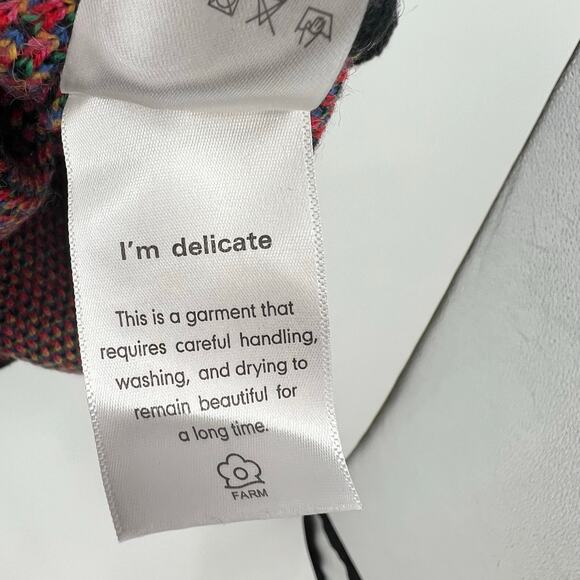 I'm delicate
This is a garment that
requires careful handling,
washing, and drying to
remain beautiful for
a long time.
FARM